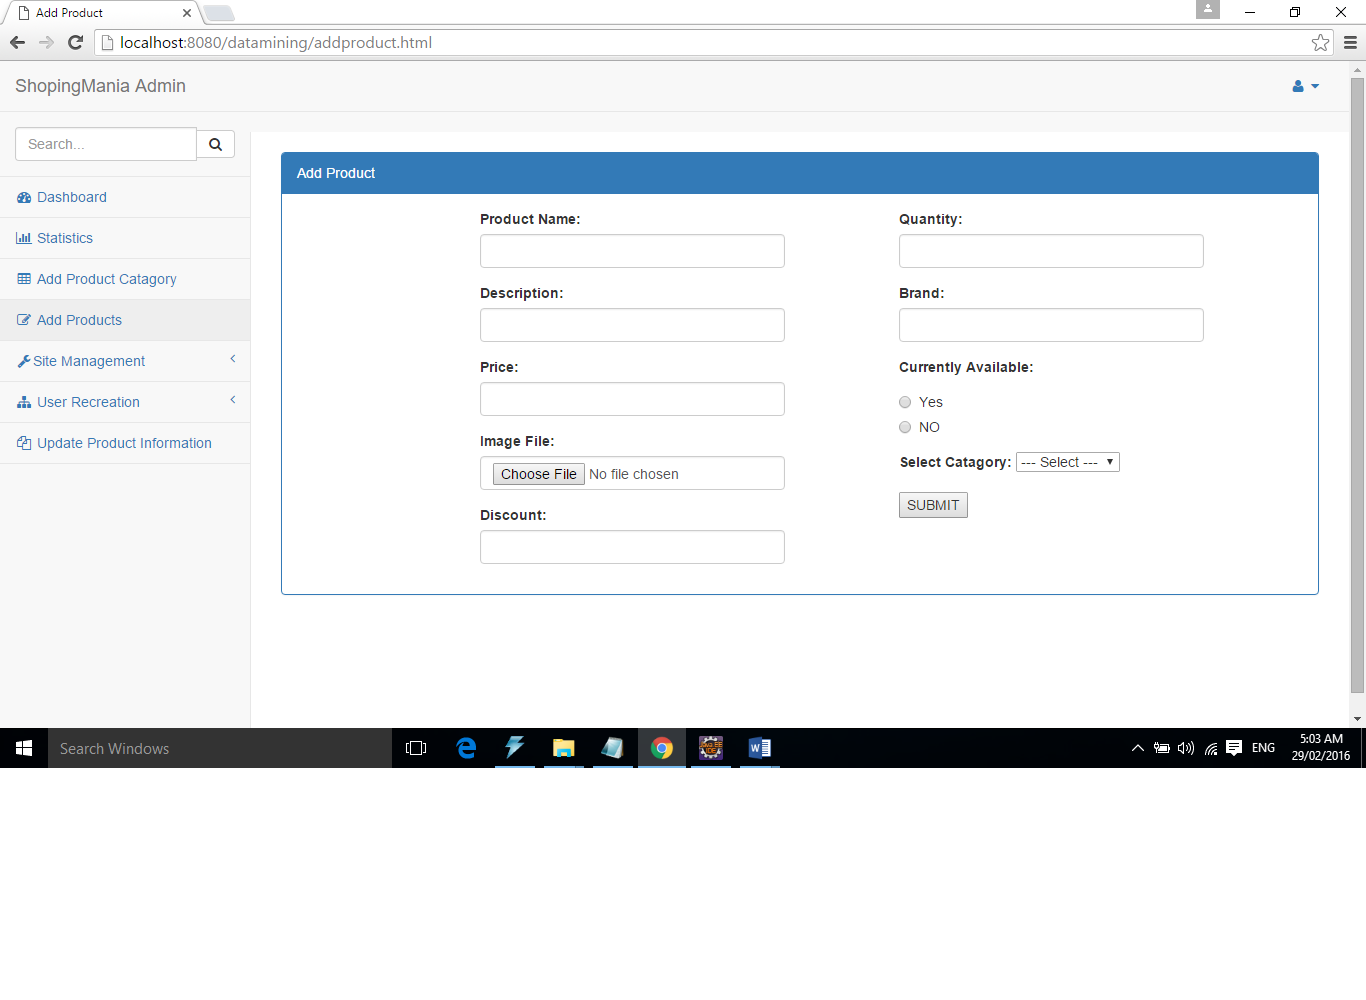 Add Product
localhost:8080/datamining/addproduct.html
ShopingMania Admin
Search...
Dashboard
Statistics
Add Product Catagory
Add Products
Site Management
User Recreation
Update Product Information
Add Product
Product Name:
Description:
Price:
Image File:
Choose File No file chosen
Discount:
Quantity:
Brand:
Currently Available:
Yes
NO
Select Catagory: --- Select ---
SUBMIT
Search Windows
ENG
5:03 AM
29/02/2016